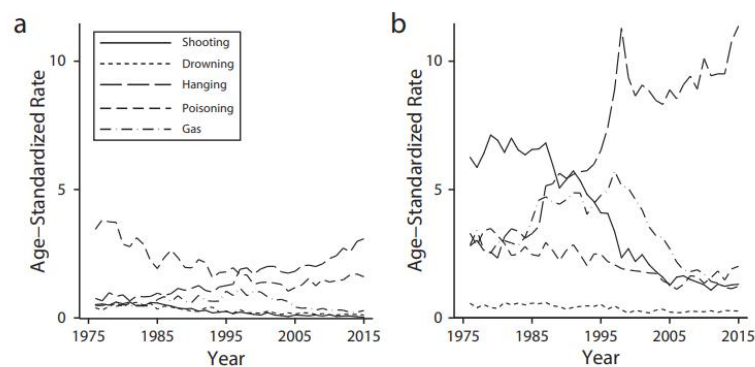 a
Shooting
Drowning
Hanging
Poisoning
Gas
Age–Standardized Rate
10
5
0
1975 1985 1995 2005 2015
Year
b
Age–Standardized Rate
10
5
0
1975 1985 1995 2005 2015
Year